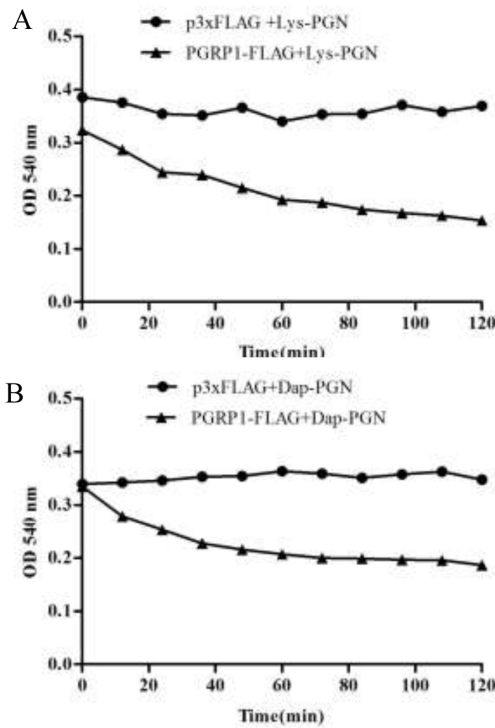 A
p3xFLAG +Lys-PGN
PGRP1-FLAG+Lys-PGN
OD 540 nm
0.5
0.4
0.3
0.2
0.1
0.0
0 20 40 60 80 100 120
Time(min)
B
p3xFLAG+Dap-PGN
PGRP1-FLAG+Dap-PGN
OD 540 nm
0.5
0.4
0.3
0.2
0.1
0.0
0 20 40 60 80 100 120
Time(min)